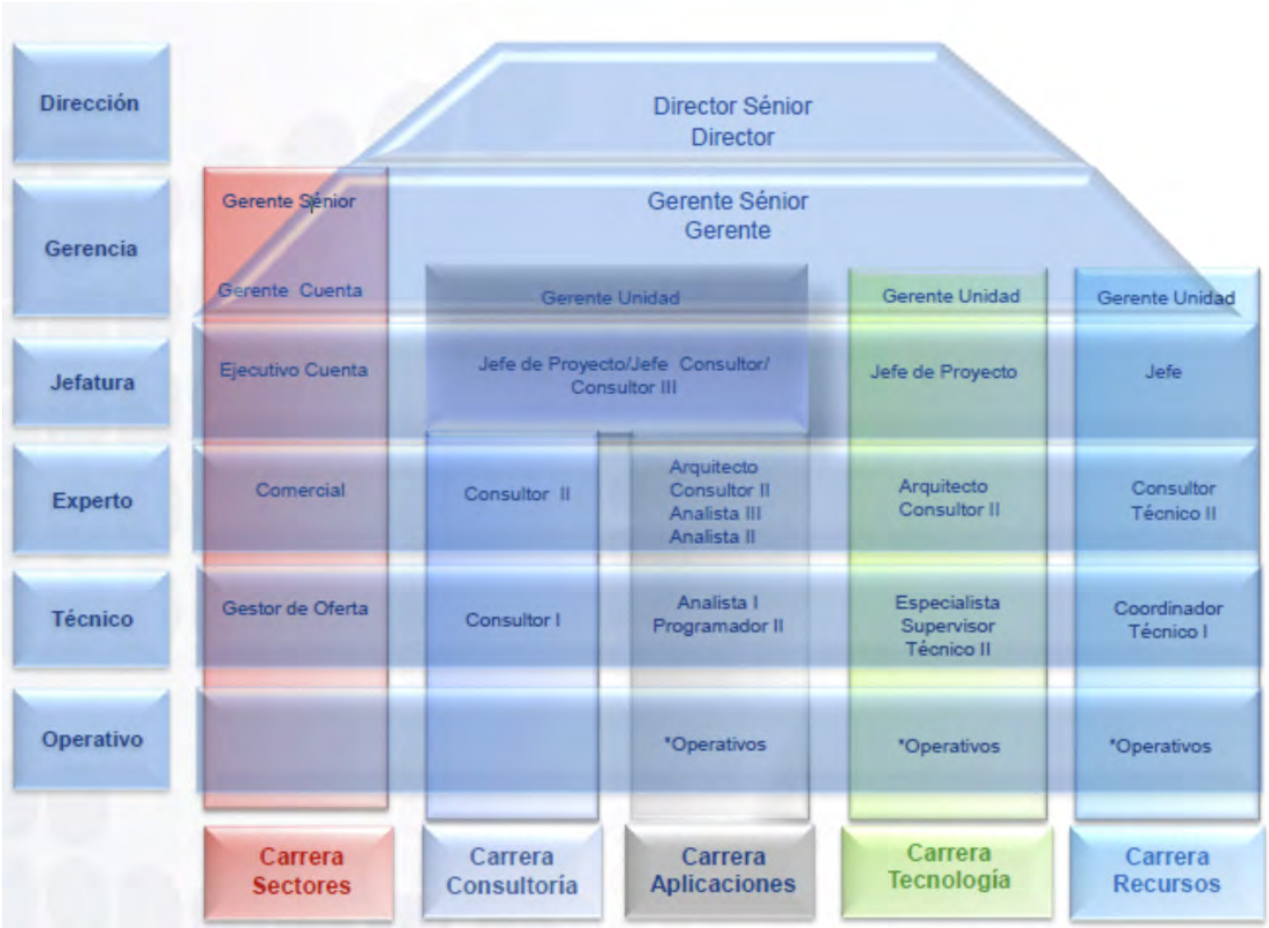 Dirección
Director Sénior
Director
Gerencia
Gerente Sénior
Gerente Sénior
Gerente
Gerente Cuenta
Gerente Unidad
Gerente Unidad
Gerente Unidad
Jefatura
Ejecutivo Cuenta
Jefe de Proyecto/Jefe Consultor/
Consultor III
Jefe de Proyecto
Jefe
Experto
Comercial
Consultor II
Arquitecto
Consultor II
Analista III
Analista II
Arquitecto
Consultor II
Consultor
Técnico II
Técnico
Gestor de Oferta
Consultor I
Analista I
Programador II
Especialista
Supervisor
Técnico II
Coordinador
Técnico I
Operativo
*Operativos
*Operativos
*Operativos
Carrera
Sectores
Carrera
Consultoría
Carrera
Aplicaciones
Carrera
Tecnología
Carrera
Recursos